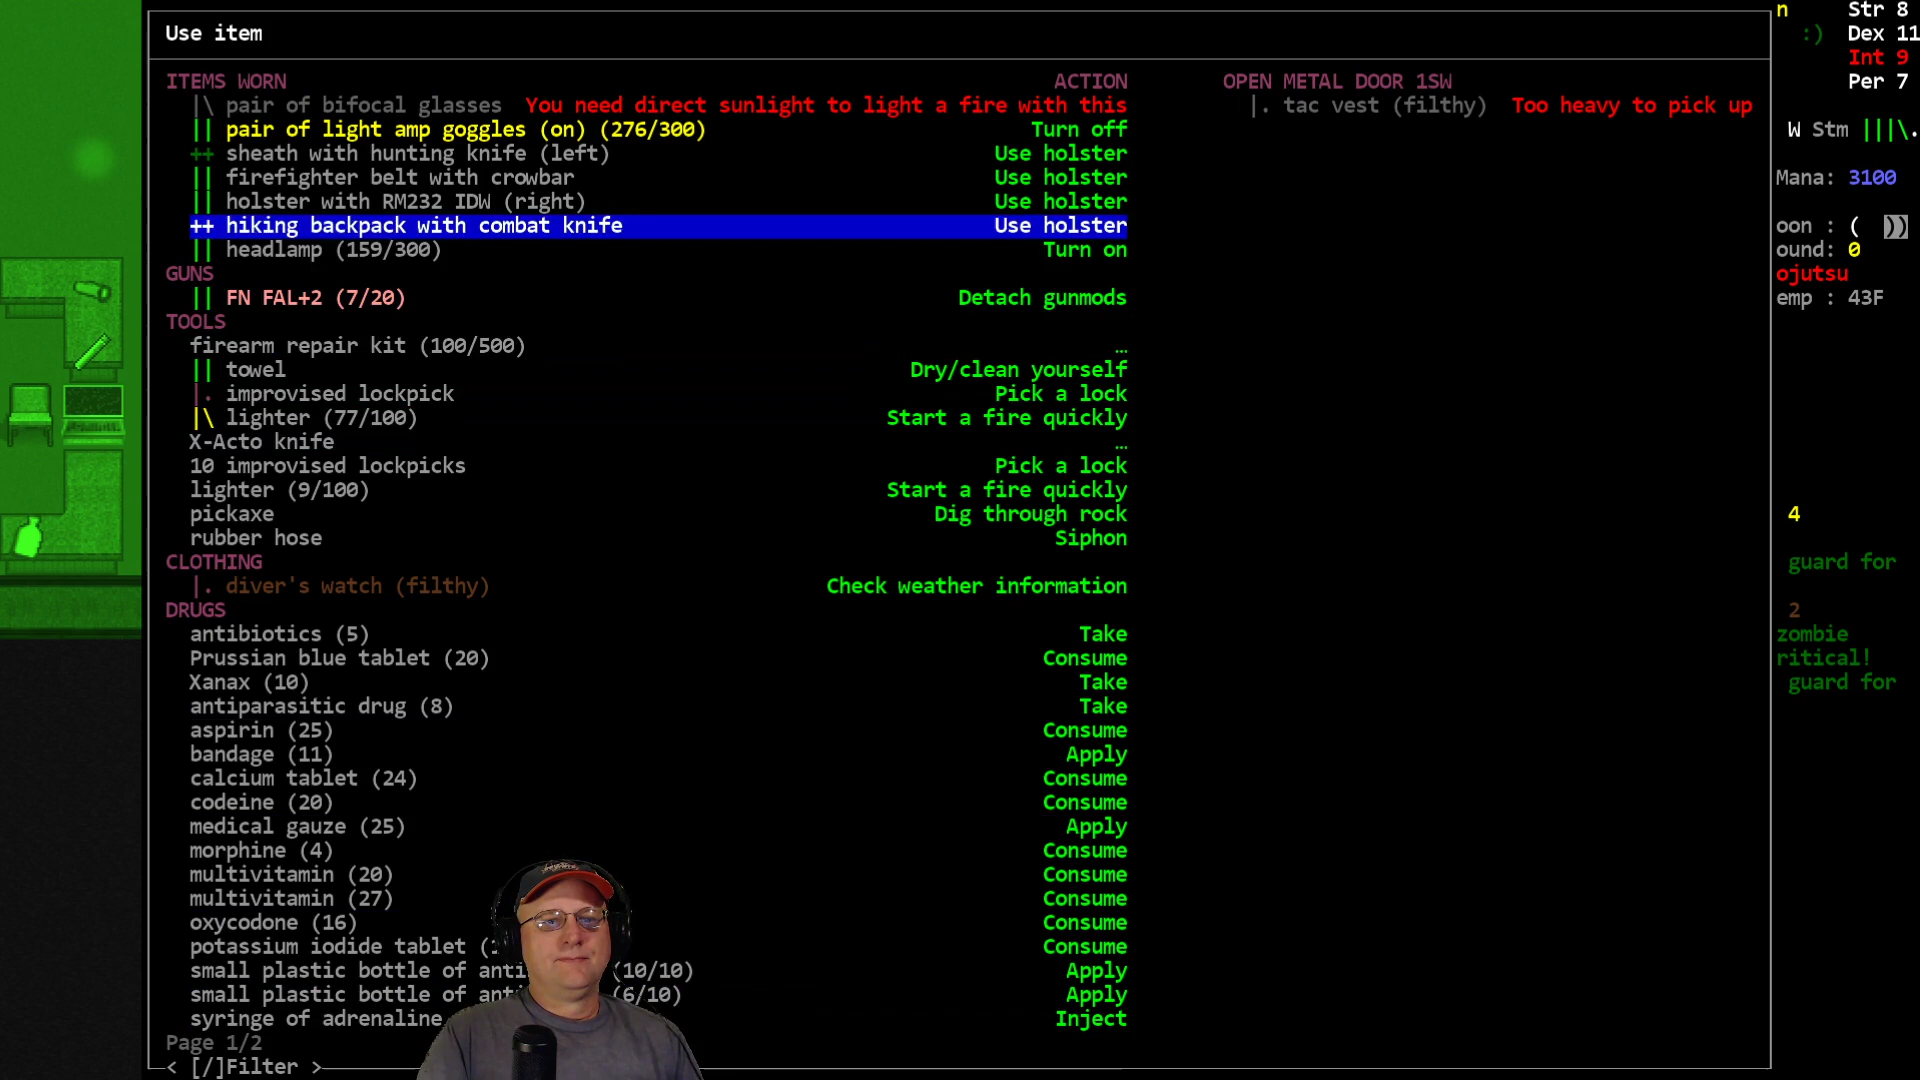 Use item
ITEMS WORN ACTION
|\ pair of bifocal glasses You need direct sunlight to light a fire with this
|| pair of light amp goggles (on) (276/300) Turn off
++ sheath with hunting knife (left) Use holster
|| firefighter belt with crowbar Use holster
|| holster with RM232 IDW (right) Use holster
++ hiking backpack with combat knife Use holster
|| headlamp (159/300) Turn on
GUNS
|| FN FAL+2 (7/20) Detach gunmods
TOOLS
firearm repair kit (100/500) …
|| towel Dry/clean yourself
|. improvised lockpick Pick a lock
|\ lighter (77/100) Start a fire quickly
X-Acto knife …
10 improvised lockpicks Pick a lock
lighter (9/100) Start a fire quickly
pickaxe Dig through rock
rubber hose Siphon
CLOTHING
|. diver's watch (filthy) Check weather information
DRUGS
antibiotics (5) Take
Prussian blue tablet (20) Consume
Xanax (10) Take
antiparasitic drug (8) Take
aspirin (25) Consume
bandage (11) Apply
calcium tablet (24) Consume
codeine (20) Consume
medical gauze (25) Apply
morphine (4) Consume
multivitamin (20) Consume
multivitamin (27) Consume
oxycodone (16) Consume
potassium iodide tablet ( Consume
small plastic bottle of anti (10/10) Apply
small plastic bottle of ant (6/10) Apply
syringe of adrenaline Inject
Page 1/2
< [/]Filter >
OPEN METAL DOOR 1SW
|. tac vest (filthy) Too heavy to pick up
n Str 8
:) Dex 11
Int 9
Per 7
W Stm |||\.
Mana: 3100
oon : ( ))
ound: 0
ojutsu
emp : 43F
4
guard for
2
zombie
ritical!
guard for